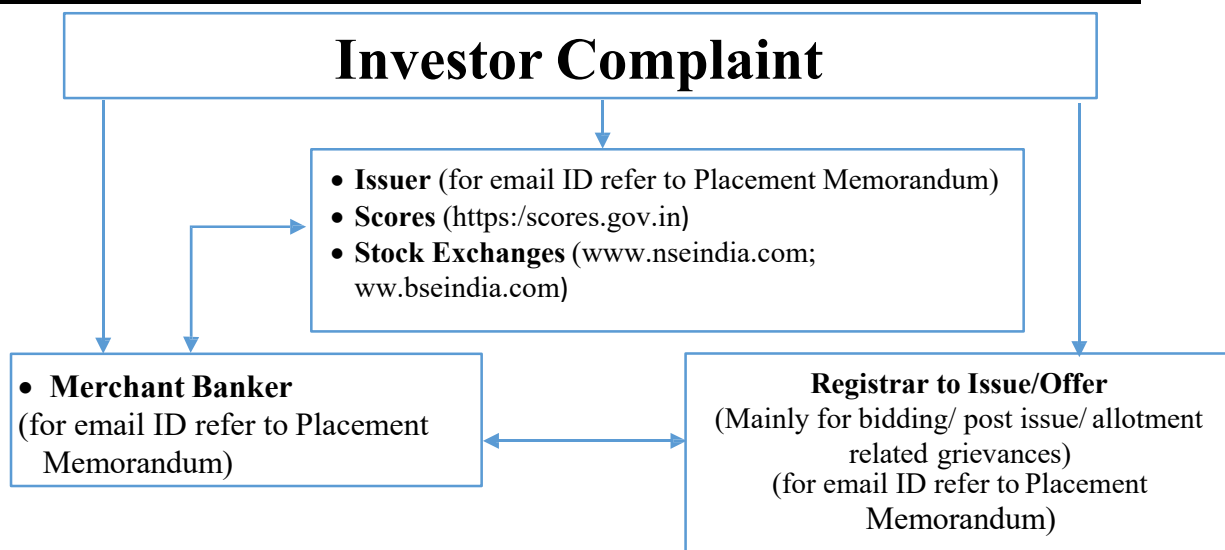 Investor Complaint
• Issuer (for email ID refer to Placement Memorandum)
• Scores (https:/scores.gov.in)
• Stock Exchanges (www.nseindia.com;
ww.bseindia.com)
• Merchant Banker
(for email ID refer to Placement
Memorandum)
Registrar to Issue/Offer
(Mainly for bidding/ post issue/ allotment
related grievances)
(for email ID refer to Placement
Memorandum)